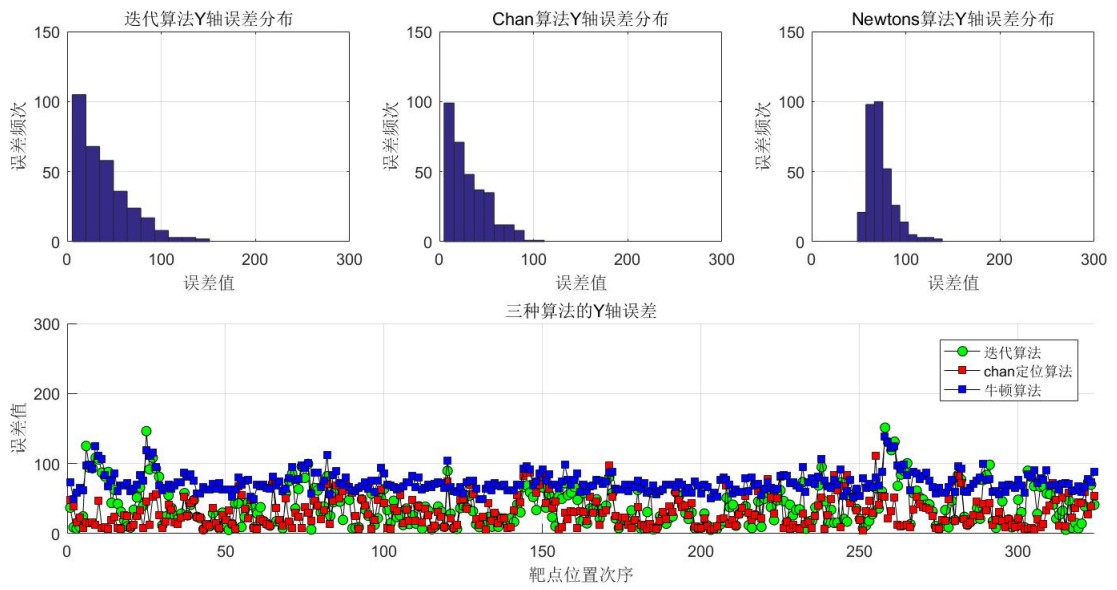 迭代算法Y轴误差分布
150
100
50
0
误差频次
0 100 200 300
误差值
Chan算法Y轴误差分布
150
100
50
0
误差频次
0 100 200 300
误差值
Newtons算法Y轴误差分布
150
100
50
0
误差频次
0 100 200 300
误差值
三种算法的Y轴误差
300
200
100
0
误差值
迭代算法
chan定位算法
牛顿算法
0 50 100 150 200 250 300
靶点位置次序